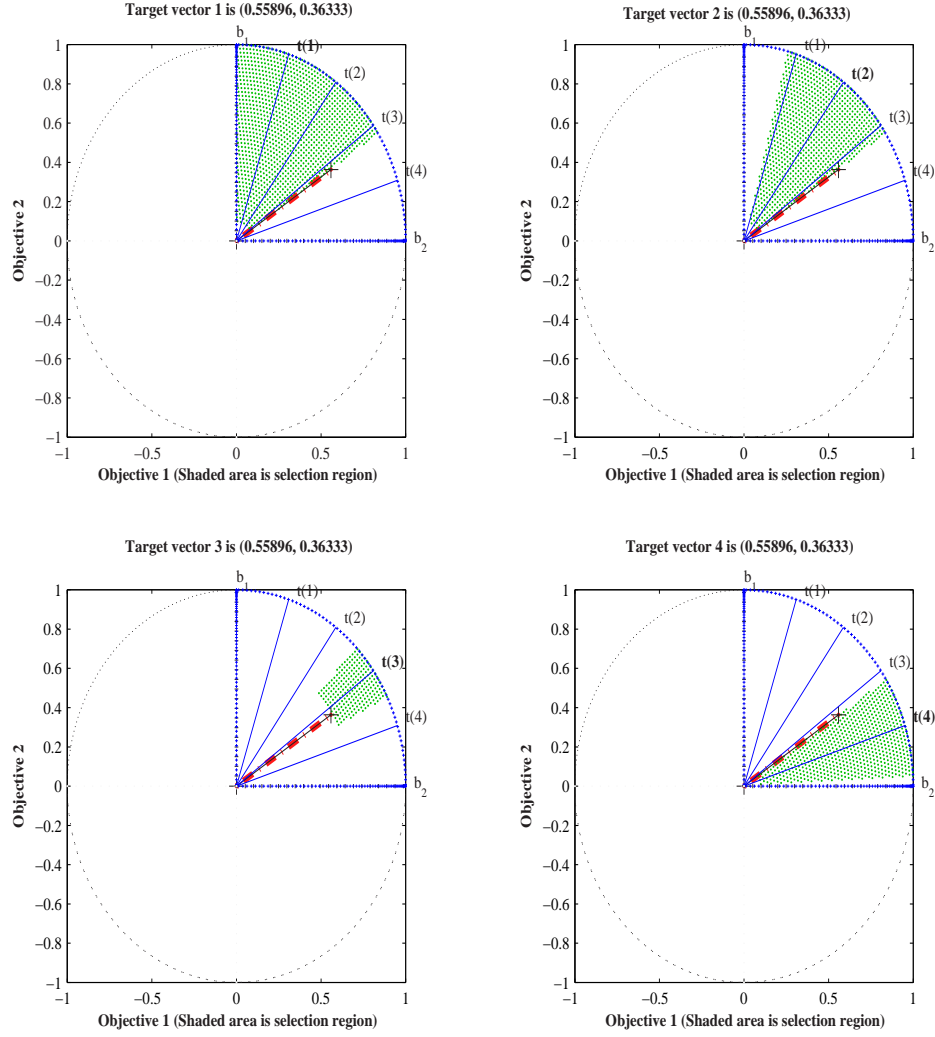 Target vector 1 is (0.55896, 0.36333)
b1
t(1)
t(2)
t(3)
t(4)
b2
1
0.8
0.6
0.4
0.2
0
−0.2
−0.4
−0.6
−0.8
−1
−1
−0.5
0
0.5
1
Objective 2
Objective 1 (Shaded area is selection region)
Target vector 2 is (0.55896, 0.36333)
b1
t(1)
t(2)
t(3)
t(4)
b2
1
0.8
0.6
0.4
0.2
0
−0.2
−0.4
−0.6
−0.8
−1
−1
−0.5
0
0.5
1
Objective 2
Objective 1 (Shaded area is selection region)
Target vector 3 is (0.55896, 0.36333)
b1
t(1)
t(2)
t(3)
t(4)
b2
1
0.8
0.6
0.4
0.2
0
−0.2
−0.4
−0.6
−0.8
−1
−1
−0.5
0
0.5
1
Objective 2
Objective 1 (Shaded area is selection region)
Target vector 4 is (0.55896, 0.36333)
b1
t(1)
t(2)
t(3)
t(4)
b2
1
0.8
0.6
0.4
0.2
0
−0.2
−0.4
−0.6
−0.8
−1
−1
−0.5
0
0.5
1
Objective 2
Objective 1 (Shaded area is selection region)